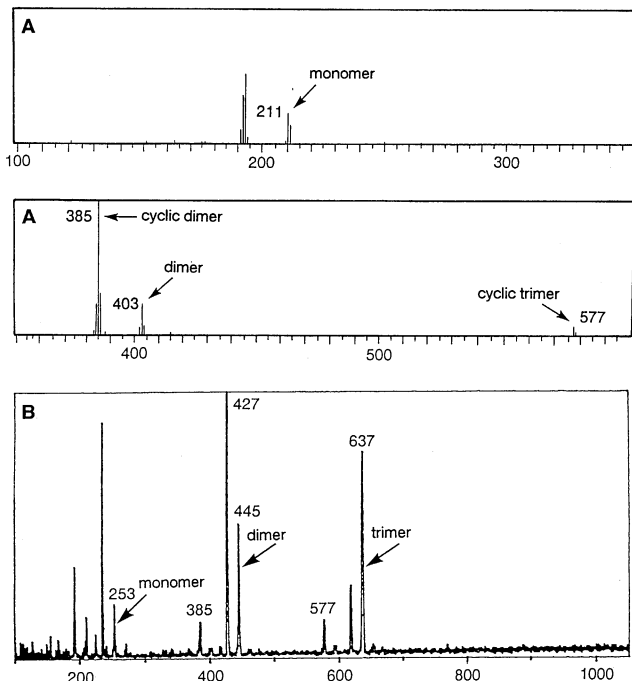 A
monomer
211
100 200 300
A
385
cyclic dimer
dimer
403
cyclic trimer
577
400 500
B
427
637
445
dimer
trimer
monomer
253
385
577
200 400 600 800 1000